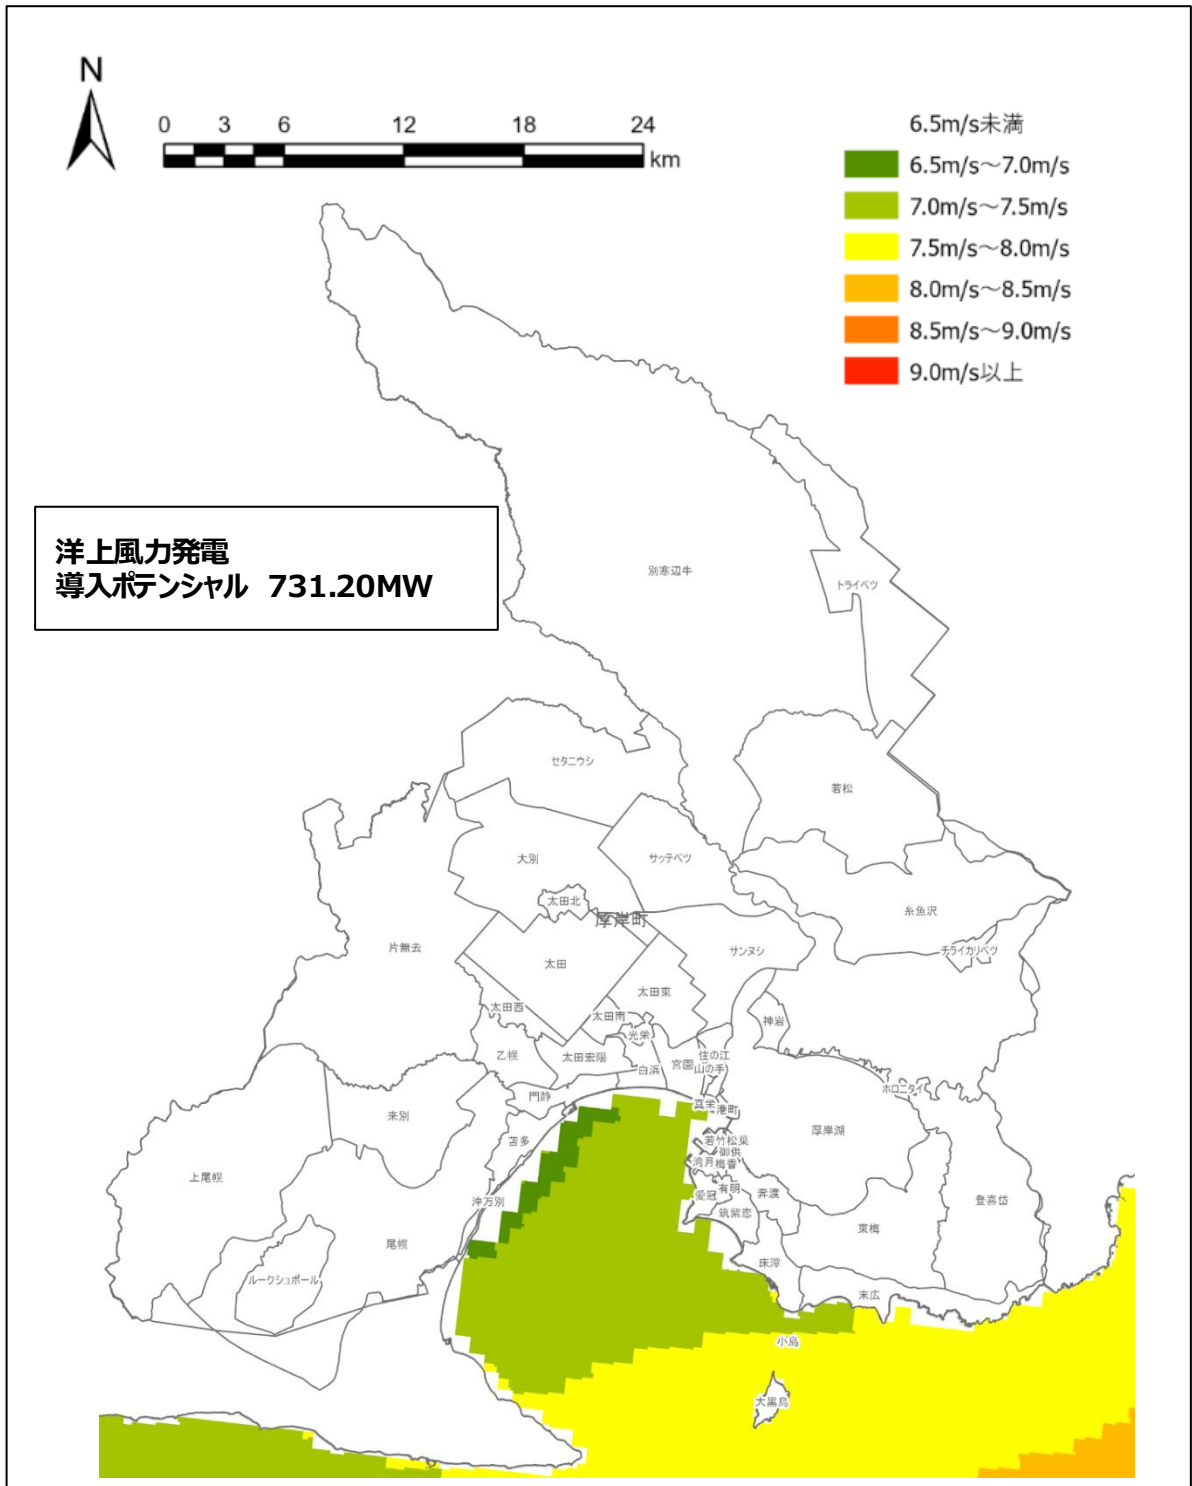 N
0 3 6 12 18 24
km
6.5m/s未満
6.5m/s～7.0m/s
7.0m/s～7.5m/s
7.5m/s～8.0m/s
8.0m/s～8.5m/s
8.5m/s～9.0m/s
9.0m/s以上
洋上風力発電
導入ポテンシャル 731.20MW
別寒辺牛
トライベツ
セタニウシ
若松
大別
サッテベツ
太田北
糸魚沢
厚岸町
片無去
サンヌシ
チライカリベツ
太田
太田東
太田西
太田南
神岩
光栄
乙幌
太田宏陽
住の江
宮園
山の手
白浜
ホロニタイ
門静
真栄
港町
来別
苫多
厚岸湖
若竹
松葉
御供
湾月
梅香
上尾幌
沖万別
愛冠
有明
奔渡
登喜岱
筑紫恋
東梅
尾幌
床潭
ルークシュポール
末広
小島
大黒島